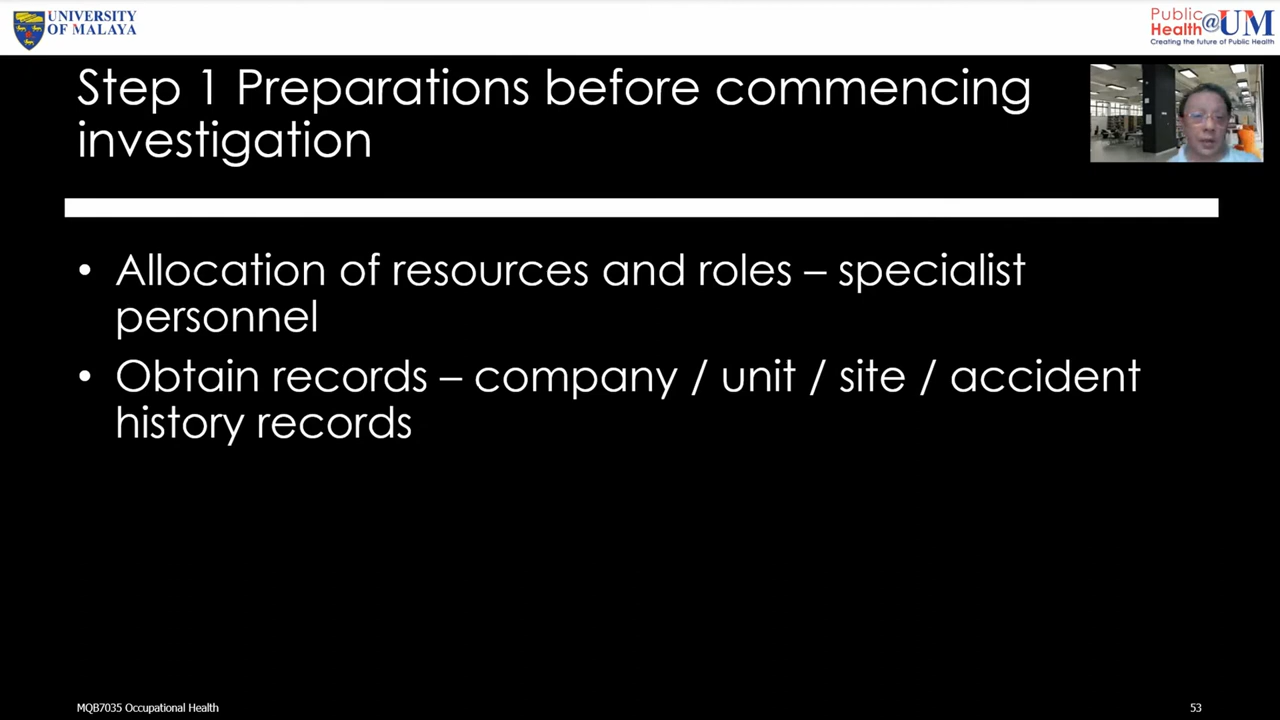 UNIVERSITY
OF MALAYA
Public
Health@UM
Creating the future of Public Health
Step 1 Preparations before commencing
investigation
• Allocation of resources and roles – specialist
personnel
• Obtain records – company / unit / site / accident
history records
MQB7035 Occupational Health
53